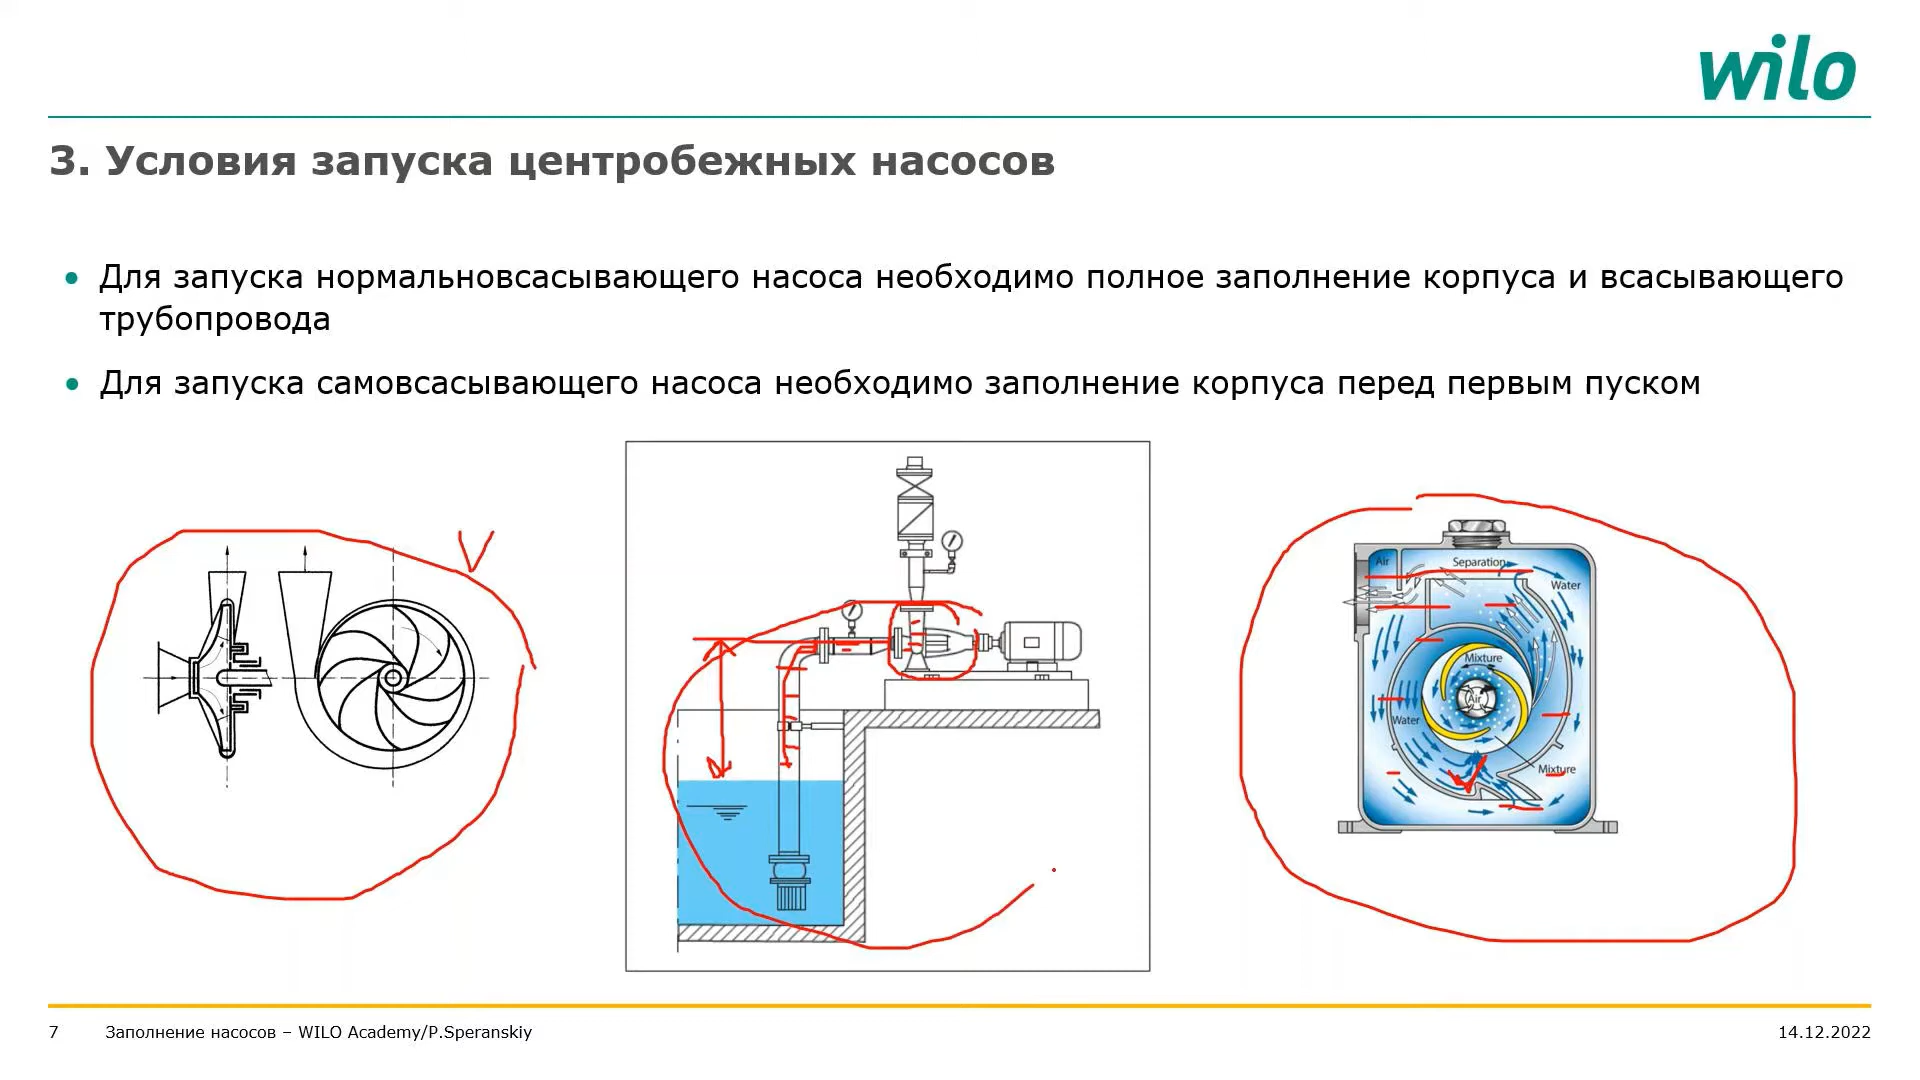 wilo
3. Условия запуска центробежных насосов
Для запуска нормальновсасывающего насоса необходимо полное заполнение корпуса и всасывающего
трубопровода
Для запуска самовсасывающего насоса необходимо заполнение корпуса перед первым пуском
Air
Separation
Water
Mixture
Air
Water
Mixture
7 Заполнение насосов – WILO Academy/P.Speranskiy 14.12.2022